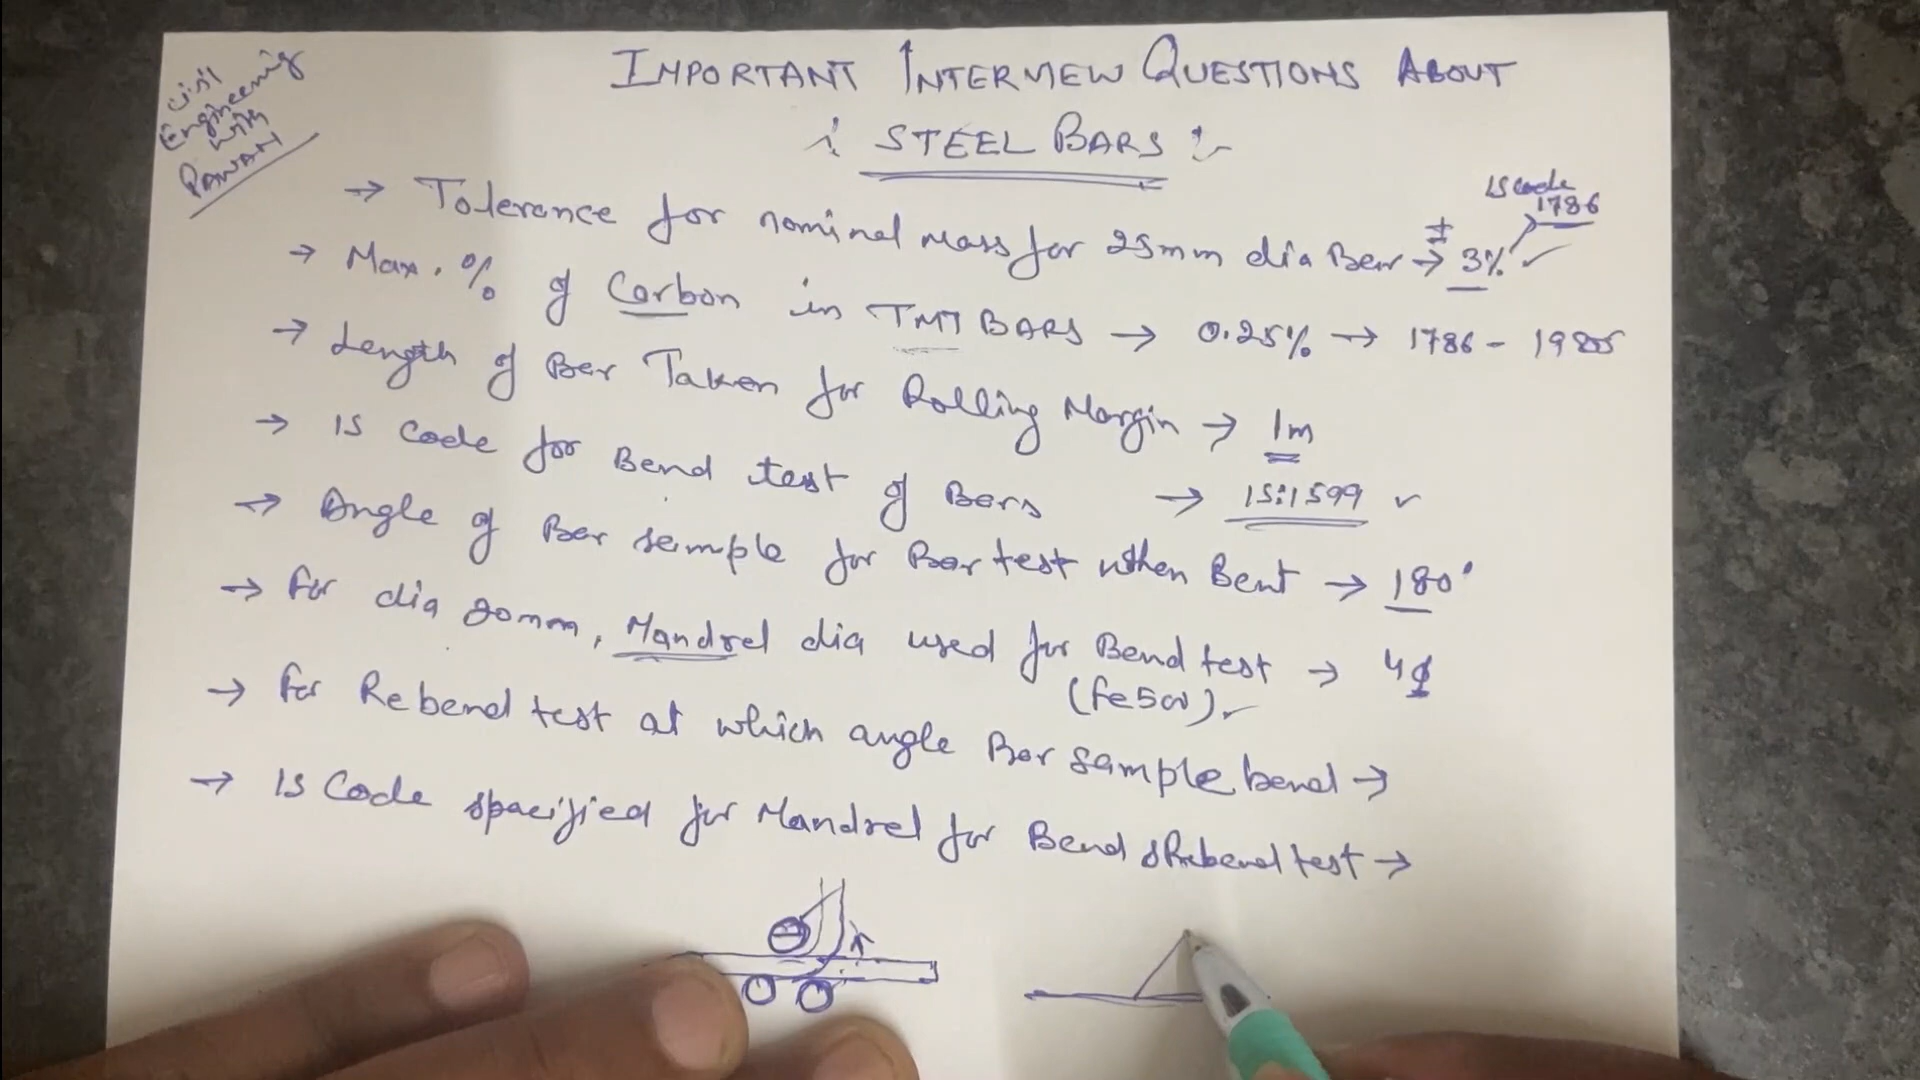 Civil
Engineering
with
PAWAN
IMPORTANT INTERVIEW QUESTIONS ABOUT
: STEEL BARS :-
IS Code
1786
→ Tolerance for nominal mass for 25mm dia Bar → ± 3% ✓
→ Max. % of Carbon in TMT BARS → 0.25% → 1786 -
→ Length of Bar Taken for Rolling Margin → 1m
→ IS Code for Bend test of Bars → IS:1599 ✓
→ Angle of Bar sample for Bar test when Bent → 180°
→ for dia 20mm, Mandrel dia used for Bend test → 4ϕ
(fe500) ✓
→ for Rebend test at which angle Bar sample bend →
→ IS Code specified for Mandrel for Bend & Rebend test →